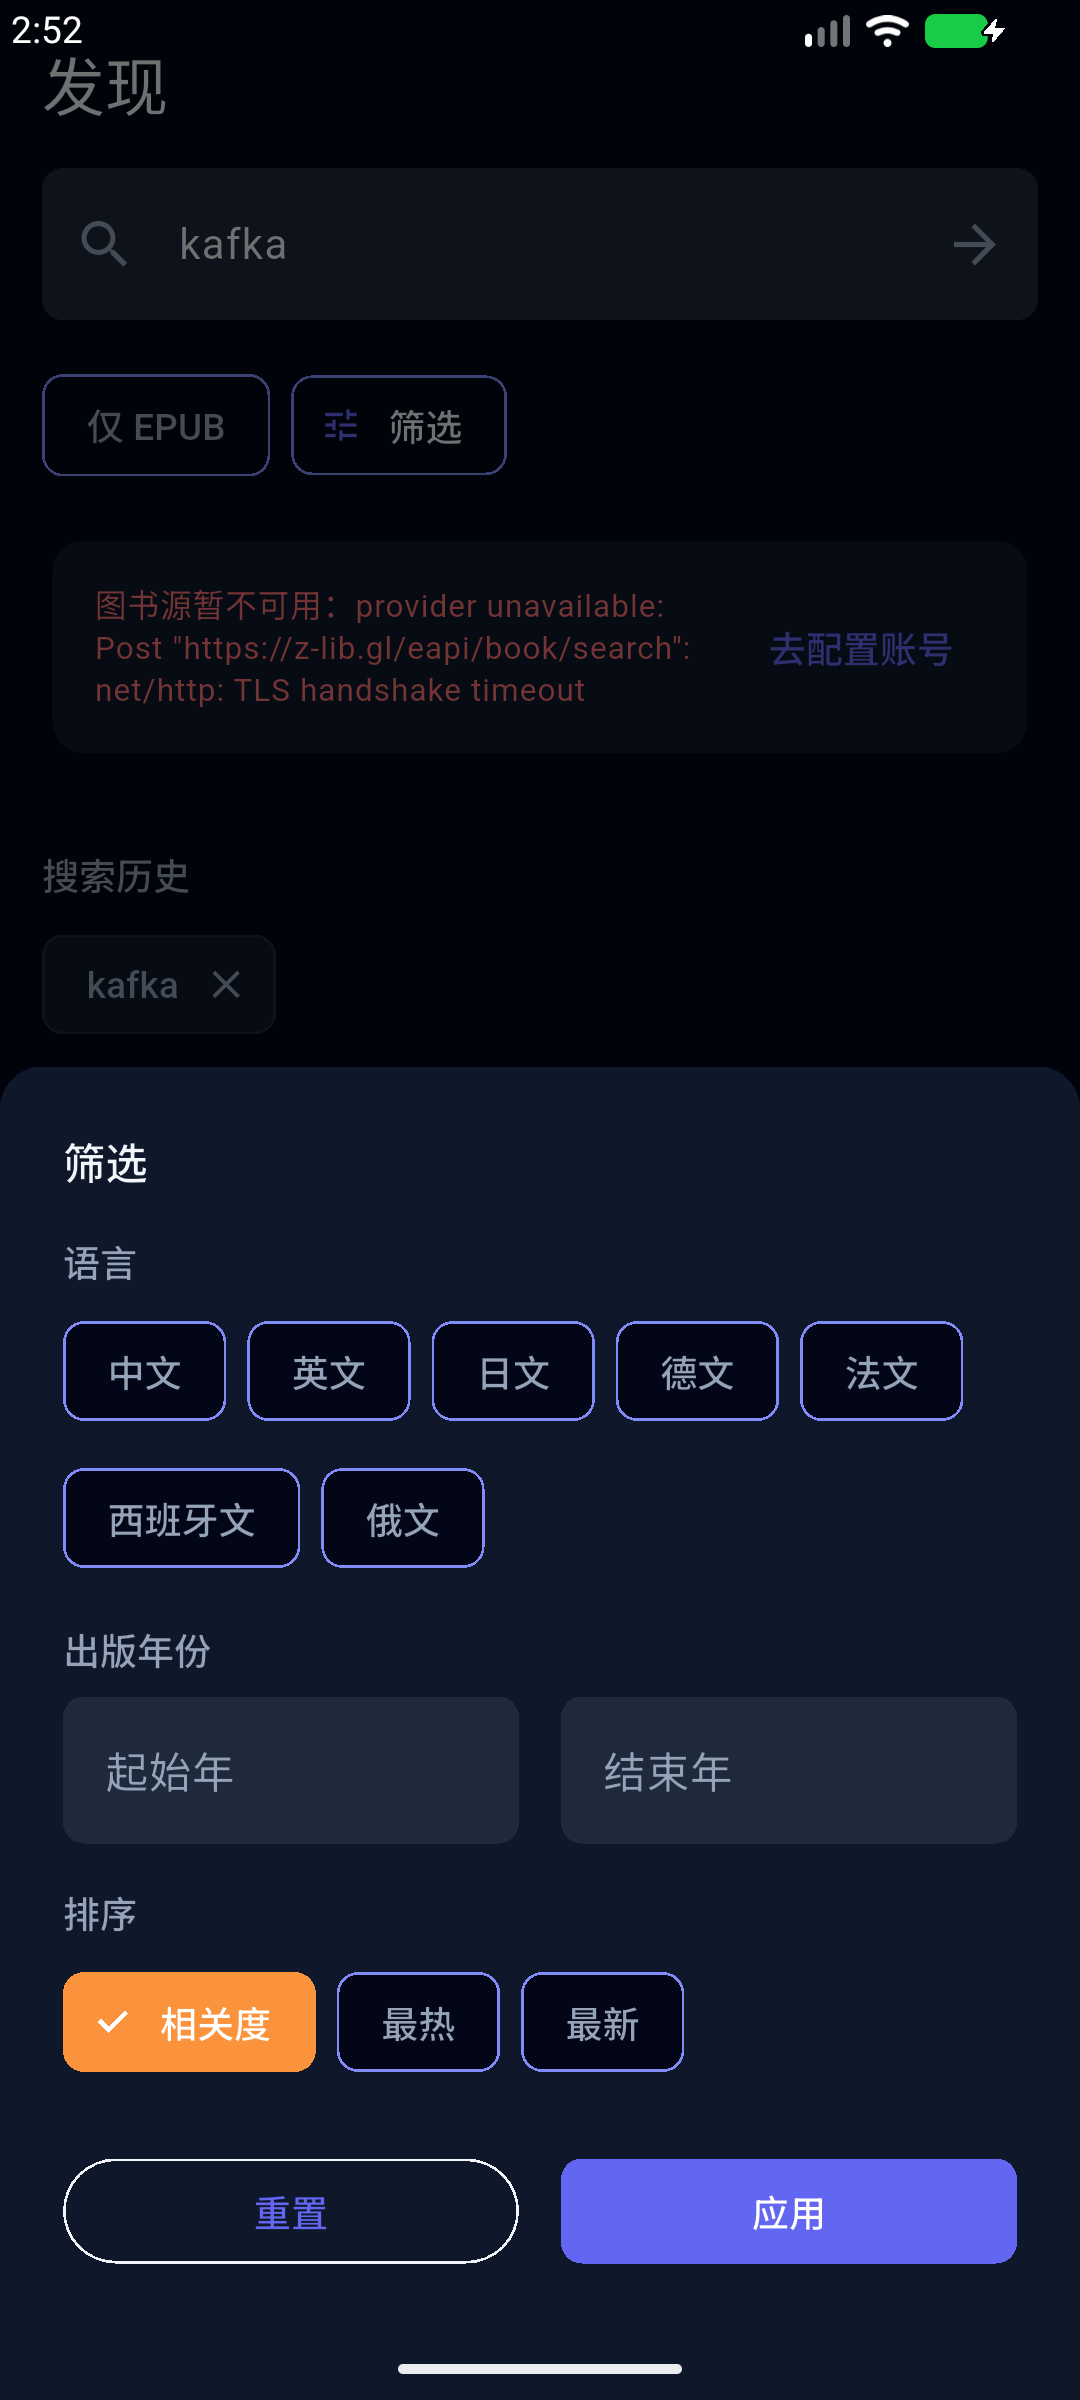 2:52
发现
kafka
仅 EPUB
筛选
图书源暂不可用：provider unavailable:
Post "https://z-lib.gl/eapi/book/search":
net/http: TLS handshake timeout
去配置账号
搜索历史
kafka
筛选
语言
中文 英文 日文 德文 法文
西班牙文 俄文
出版年份
起始年 结束年
排序
相关度 最热 最新
重置 应用